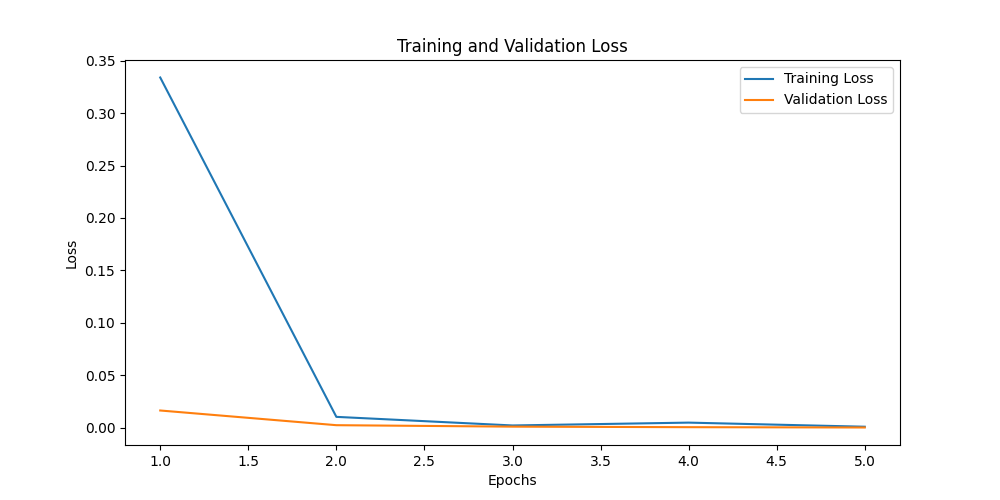 Training and Validation Loss
Training Loss
Validation Loss
0.35
0.30
0.25
0.20
0.15
0.10
0.05
0.00
Loss
1.0 1.5 2.0 2.5 3.0 3.5 4.0 4.5 5.0
Epochs